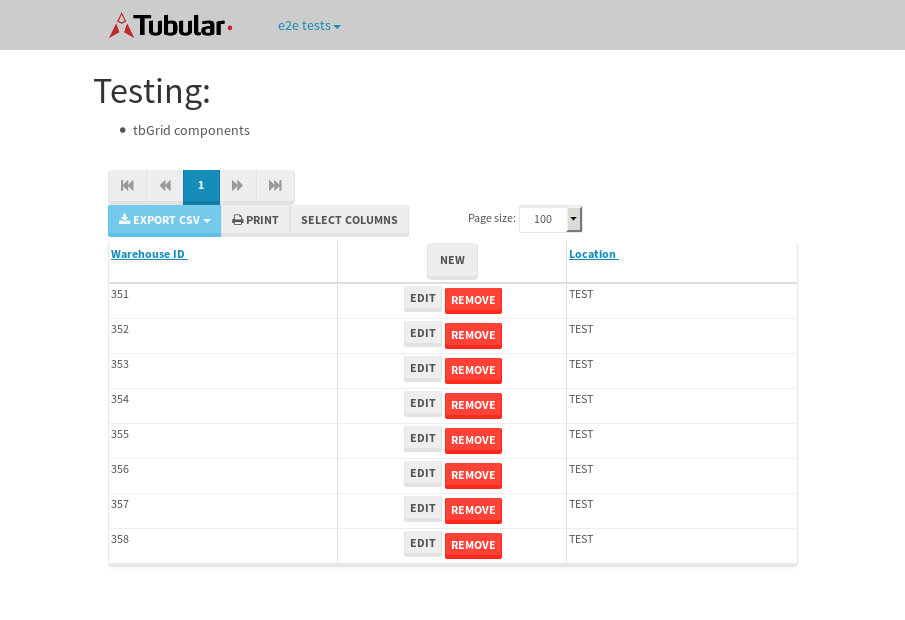 Tubular
e2e tests
Testing:
tbGrid components
1
EXPORT CSV PRINT SELECT COLUMNS Page size: 100
Warehouse ID NEW Location
351 EDIT REMOVE TEST
352 EDIT REMOVE TEST
353 EDIT REMOVE TEST
354 EDIT REMOVE TEST
355 EDIT REMOVE TEST
356 EDIT REMOVE TEST
357 EDIT REMOVE TEST
358 EDIT REMOVE TEST